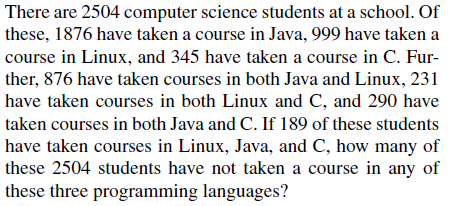 There are 2504 computer science students at a school. Of
these, 1876 have taken a course in Java, 999 have taken a
course in Linux, and 345 have taken a course in C. Fur-
ther, 876 have taken courses in both Java and Linux, 231
have taken courses in both Linux and C, and 290 have
taken courses in both Java and C. If 189 of these students
have taken courses in Linux, Java, and C, how many of
these 2504 students have not taken a course in any of
these three programming languages?